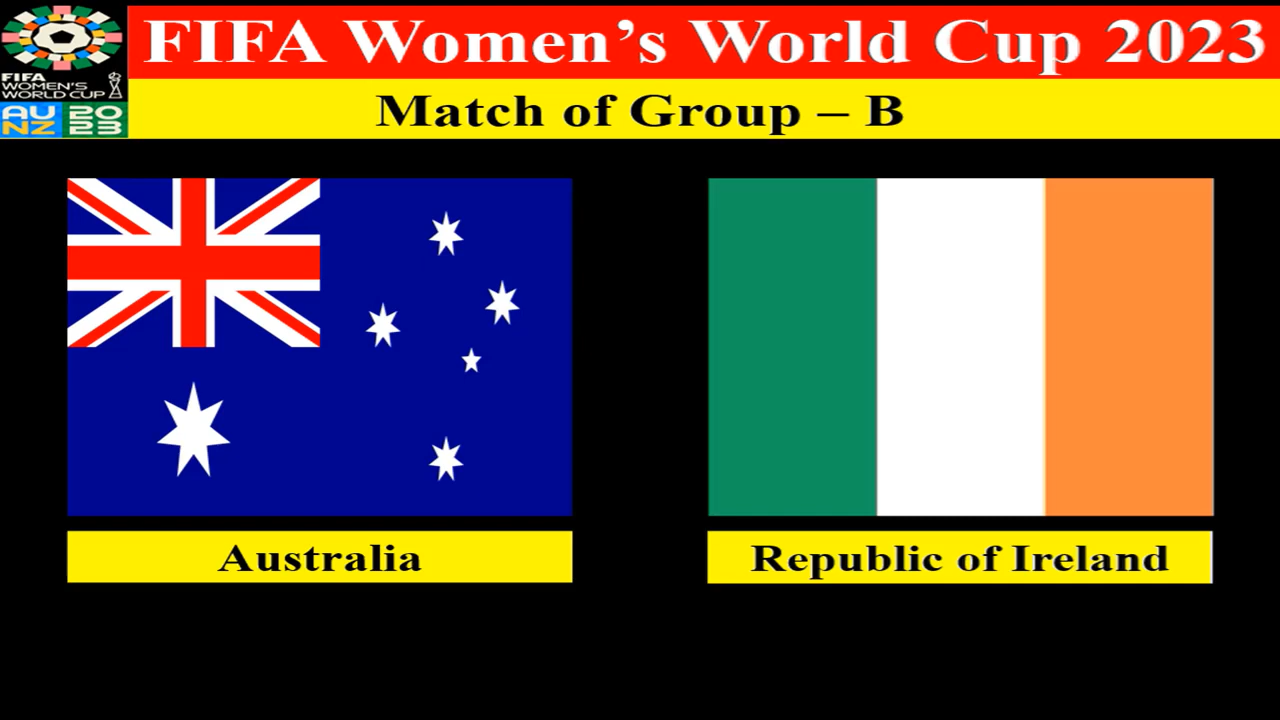 FIFA Women's World Cup 2023
Match of Group – B
FIFA
WOMEN'S
WORLD CUP
AU 20
NZ 23
Australia
Republic of Ireland